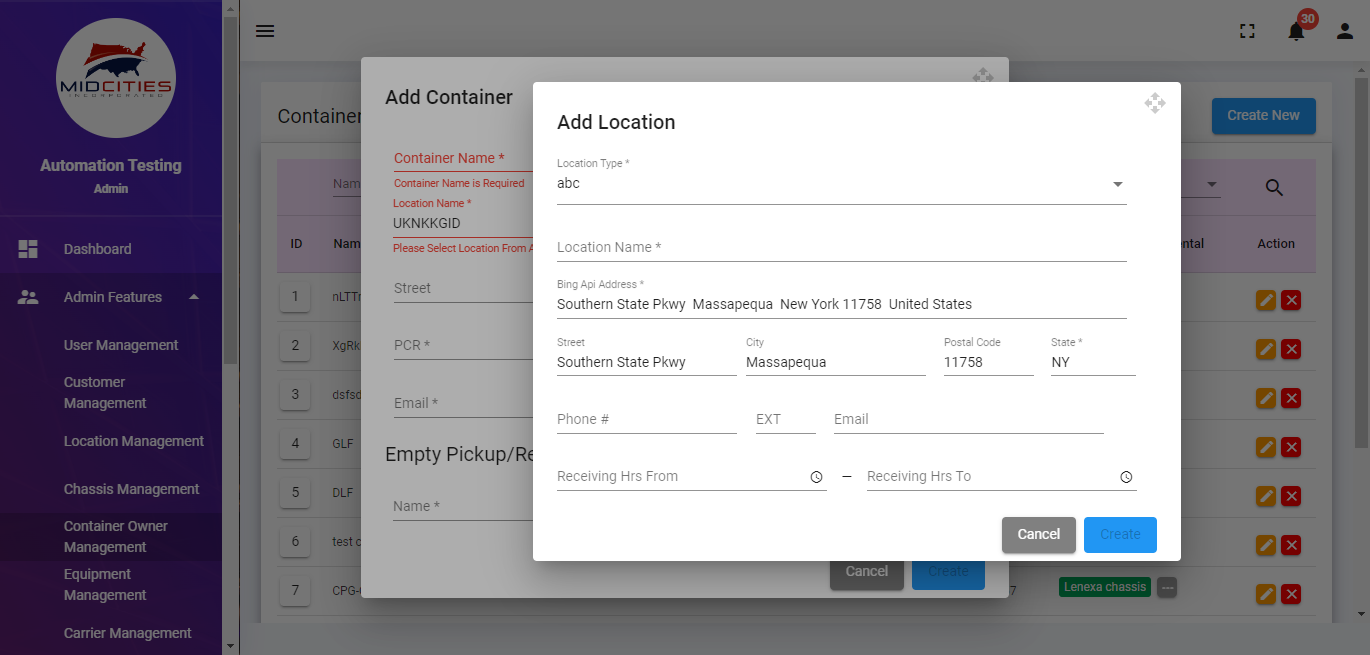 MIDCITIES
INCORPORATED
Automation Testing
Admin
Dashboard
Admin Features
User Management
Customer
Management
Location Management
Chassis Management
Container Owner
Management
Equipment
Management
Carrier Management
30
Container
Create New
Nam
ID
Nam
ntal
Action
1
nLTTr
2
XgRk
3
dsfsd
4
GLF
5
DLF
6
test c
7
CPG-
7
Lenexa chassis
---
Add Container
Container Name *
Container Name is Required
Location Name *
UKNKKGID
Please Select Location From A
Street
PCR *
Email *
Empty Pickup/Re
Name *
Cancel
Create
Add Location
Location Type *
abc
Location Name *
Bing Api Address *
Southern State Pkwy Massapequa New York 11758 United States
Street
City
Postal Code
State *
Southern State Pkwy
Massapequa
11758
NY
Phone #
EXT
Email
Receiving Hrs From
–
Receiving Hrs To
Cancel
Create